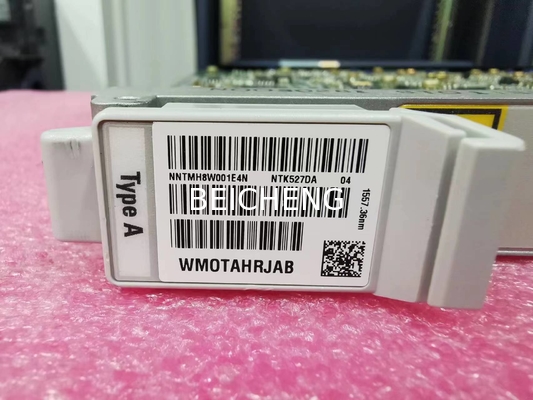 Type A
NNTMH8W001E4N NTK527DA 04
BEICHENG
1557.36nm
WMOTAHRJAB